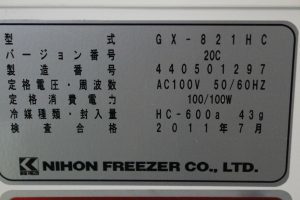 型式 GX-821HC
バージョン番号 20C
製造番号 440501297
定格電圧・周波数 AC100V 50/60HZ
定格消費電力 100/100W
冷媒種類・封入量 HC-600a 43g
検査合格 2011年7月
NIHON FREEZER CO., LTD.